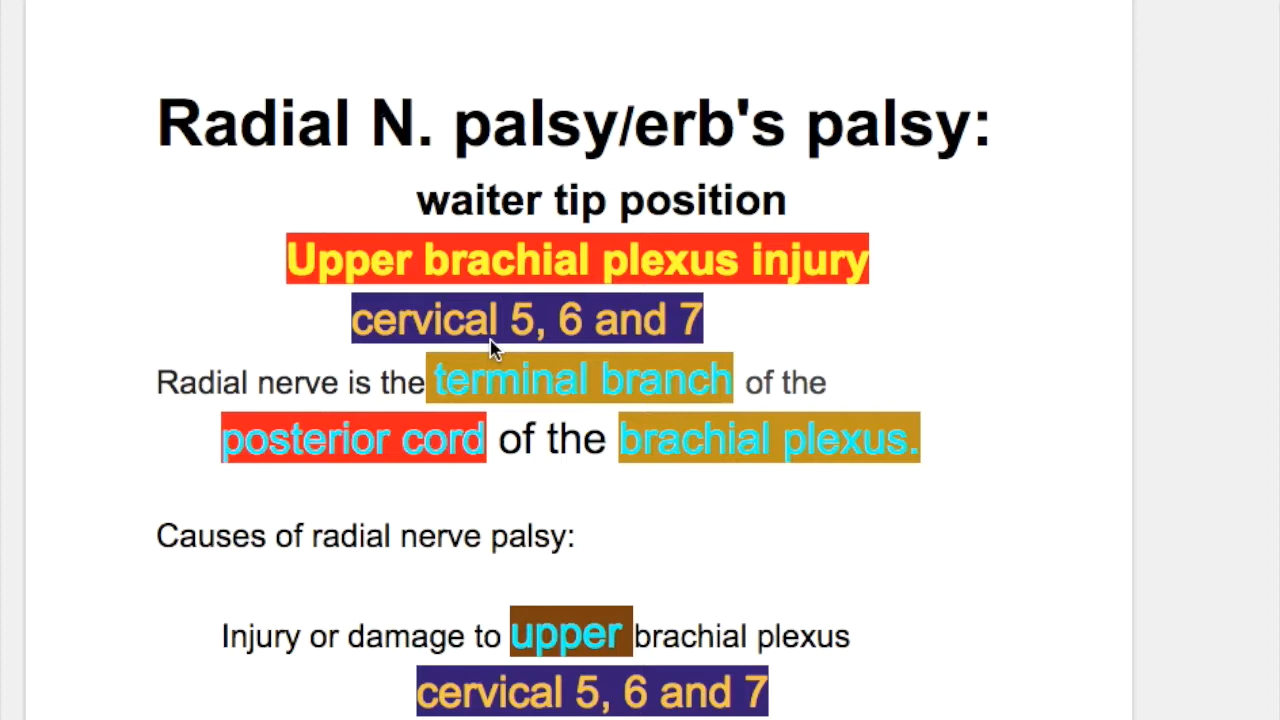 Radial N. palsy/erb's palsy:
waiter tip position
Upper brachial plexus injury
cervical 5, 6 and 7
Radial nerve is the terminal branch of the
posterior cord of the brachial plexus.
Causes of radial nerve palsy:
Injury or damage to upper brachial plexus
cervical 5, 6 and 7